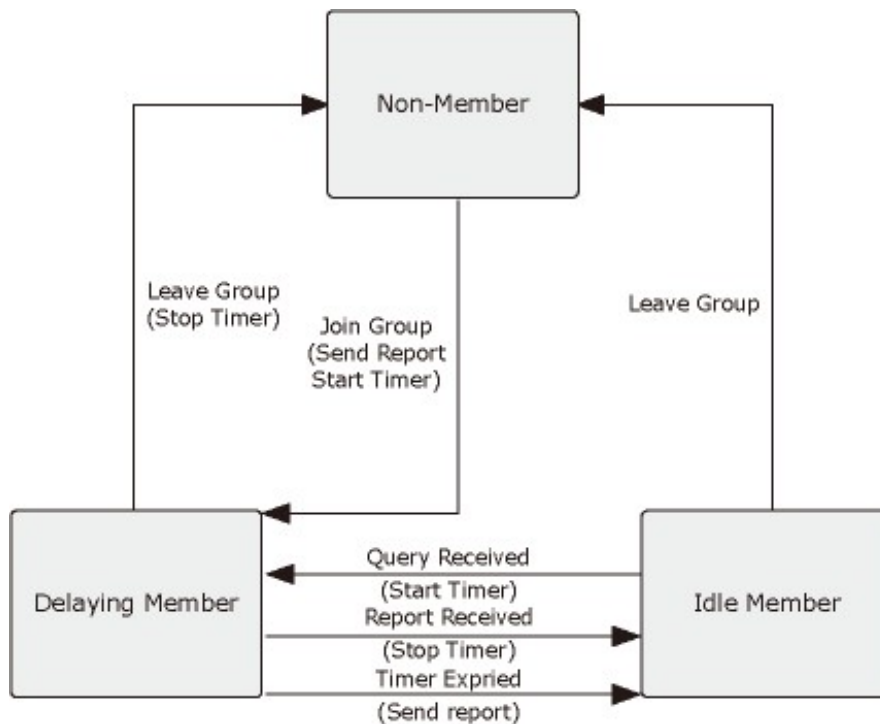 Non-Member
Leave Group
(Stop Timer)
Join Group
(Send Report
Start Timer)
Leave Group
Delaying Member
Query Received
(Start Timer)
Report Received
(Stop Timer)
Timer Expried
(Send report)
Idle Member